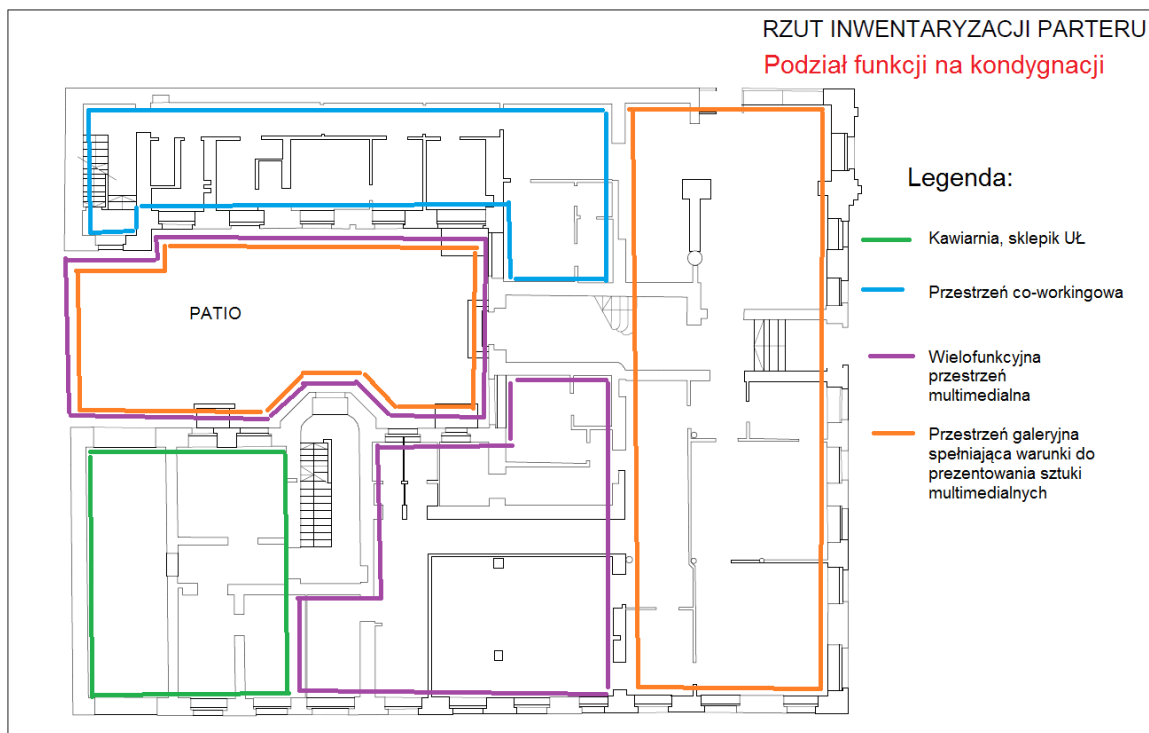 RZUT INWENTARYZACJI PARTERU
Podział funkcji na kondygnacji
Legenda:
Kawiarnia, sklepik UŁ
Przestrzeń co-workingowa
PATIO
Wielofunkcyjna
przestrzeń
multimedialna
Przestrzeń galeryjna
spełniająca warunki do
prezentowania sztuki
multimedialnych